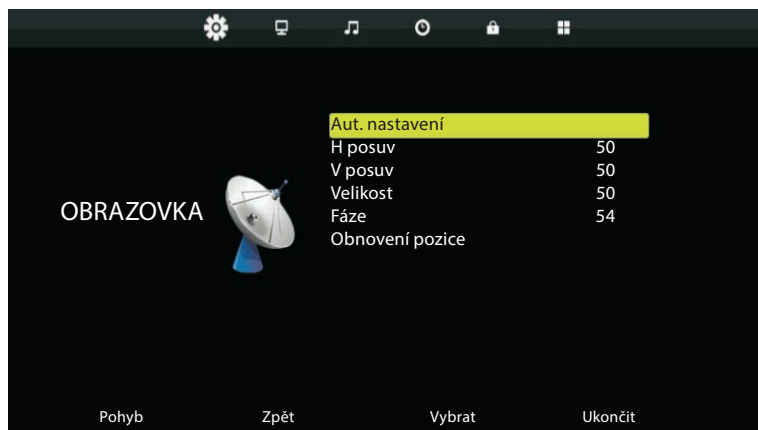 Aut. nastavení
H posuv 50
V posuv 50
Velikost 50
OBRAZOVKA
Fáze 54
Obnovení pozice
Pohyb Zpět Vybrat Ukončit